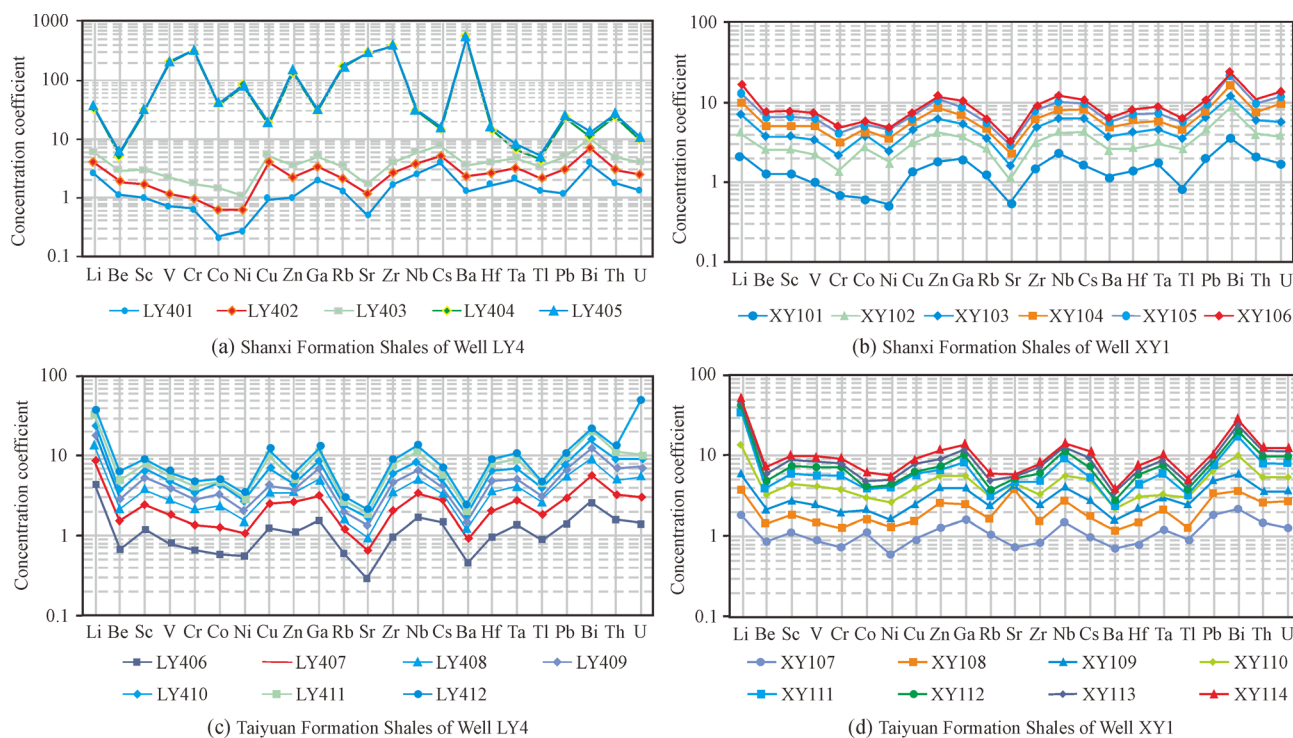 Concentration coefficient
1000
100
10
1
0.1
Li Be Sc V Cr Co Ni Cu Zn Ga Rb Sr Zr Nb Cs Ba Hf Ta Tl Pb Bi Th U
LY401 LY402 LY403 LY404 LY405
(a) Shanxi Formation Shales of Well LY4
Concentration coefficient
100
10
1
0.1
Li Be Sc V Cr Co Ni Cu Zn Ga Rb Sr Zr Nb Cs Ba Hf Ta Tl Pb Bi Th U
XY101 XY102 XY103 XY104 XY105 XY106
(b) Shanxi Formation Shales of Well XY1
Concentration coefficient
100
10
1
0.1
Li Be Sc V Cr Co Ni Cu Zn Ga Rb Sr Zr Nb Cs Ba Hf Ta Tl Pb Bi Th U
LY406 LY407 LY408 LY409
LY410 LY411 LY412
(c) Taiyuan Formation Shales of Well LY4
Concentration coefficient
100
10
1
0.1
Li Be Sc V Cr Co Ni Cu Zn Ga Rb Sr Zr Nb Cs Ba Hf Ta Tl Pb Bi Th U
XY107 XY108 XY109 XY110
XY111 XY112 XY113 XY114
(d) Taiyuan Formation Shales of Well XY1